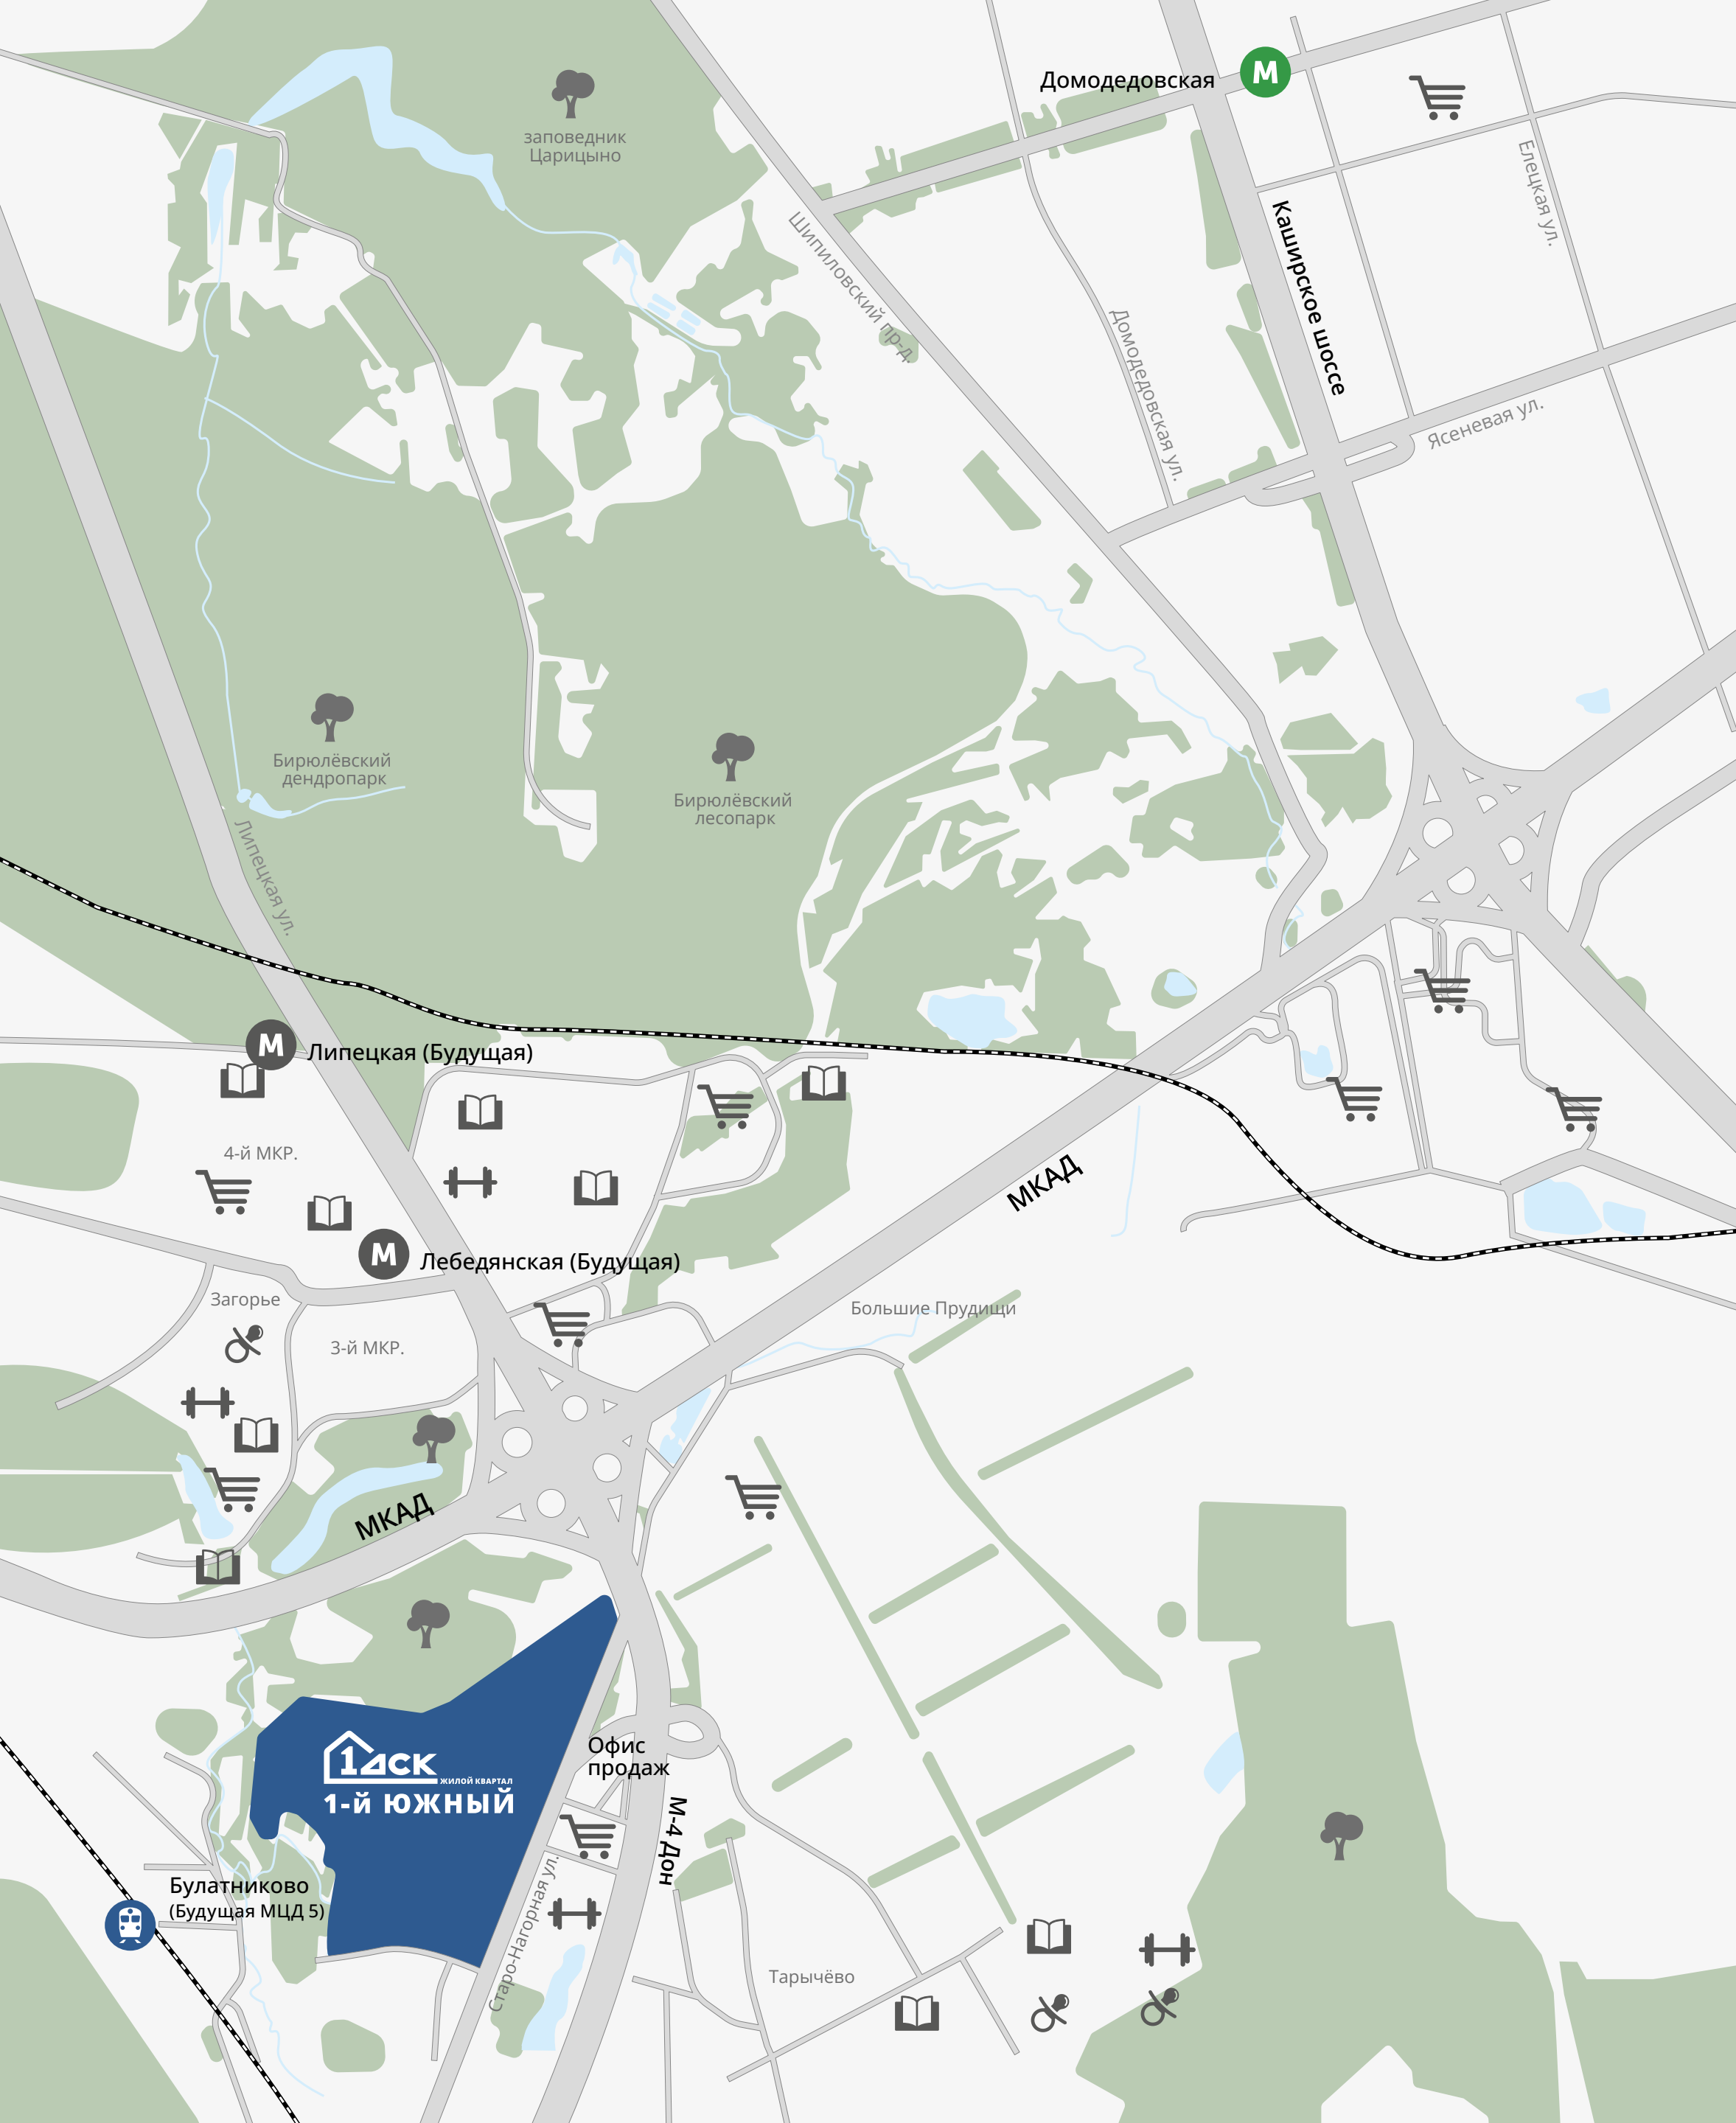 Домодедовская
М
заповедник
Царицыно
Елецкая ул.
Шипиловский пр-д.
Каширское шоссе
Домодедовская ул.
Ясеневая ул.
Бирюлёвский
дендропарк
Бирюлёвский
лесопарк
Липецкая ул.
М
Липецкая (Будущая)
4-й МКР.
МКАД
М
Лебедянская (Будущая)
Загорье
Большие Прудищи
3-й МКР.
МКАД
1ДСК
ЖИЛОЙ КВАРТАЛ
1-й ЮЖНЫЙ
Офис
продаж
М-4 Дон
Старо-Нагорная ул.
Булатниково
(Будущая МЦД 5)
Тарычёво